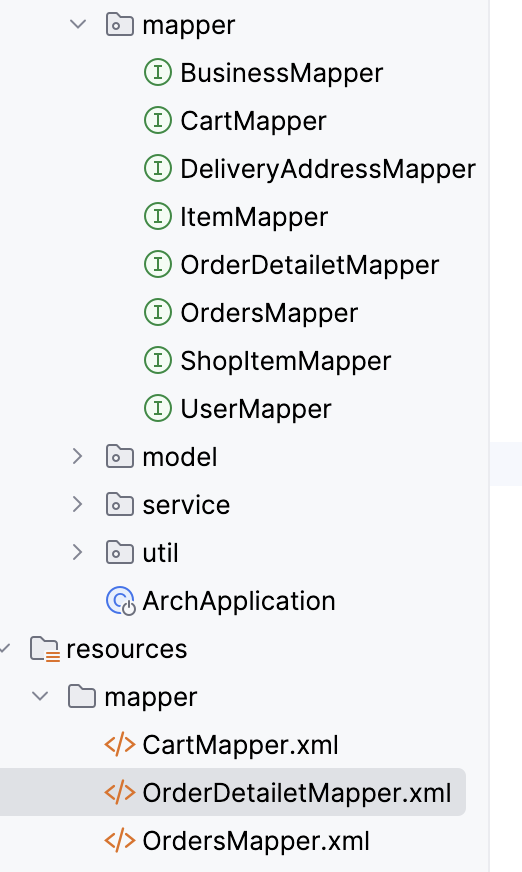 mapper
BusinessMapper
CartMapper
DeliveryAddressMapper
ItemMapper
OrderDetailetMapper
OrdersMapper
ShopItemMapper
UserMapper
model
service
util
ArchApplication
resources
mapper
CartMapper.xml
OrderDetailetMapper.xml
OrdersMapper.xml